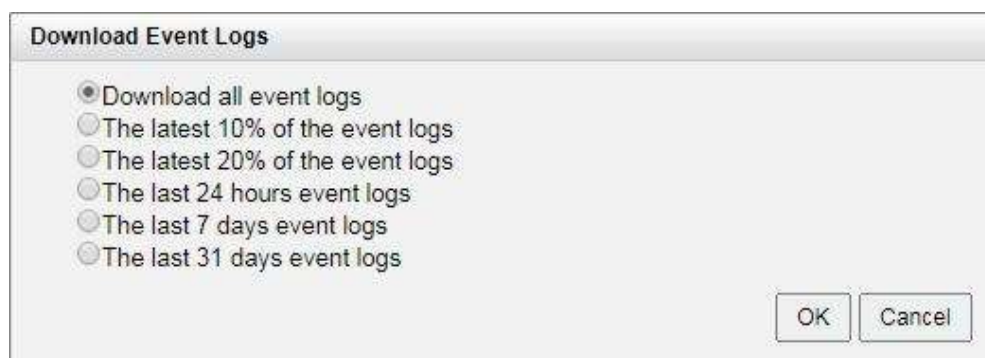 Download Event Logs
Download all event logs
The latest 10% of the event logs
The latest 20% of the event logs
The last 24 hours event logs
The last 7 days event logs
The last 31 days event logs
OK Cancel